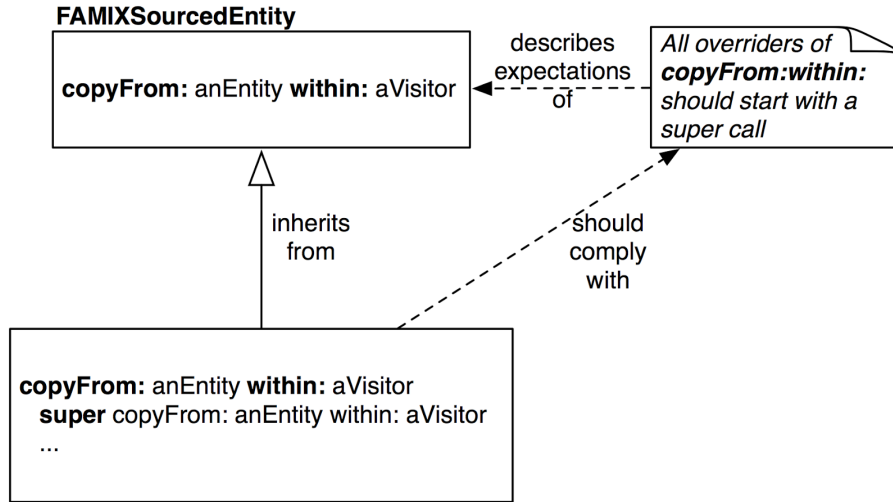 FAMIXSourcedEntity
copyFrom: anEntity within: aVisitor
describes
expectations
of
All overriders of
copyFrom:within:
should start with a
super call
inherits
from
should
comply
with
copyFrom: anEntity within: aVisitor
super copyFrom: anEntity within: aVisitor
...